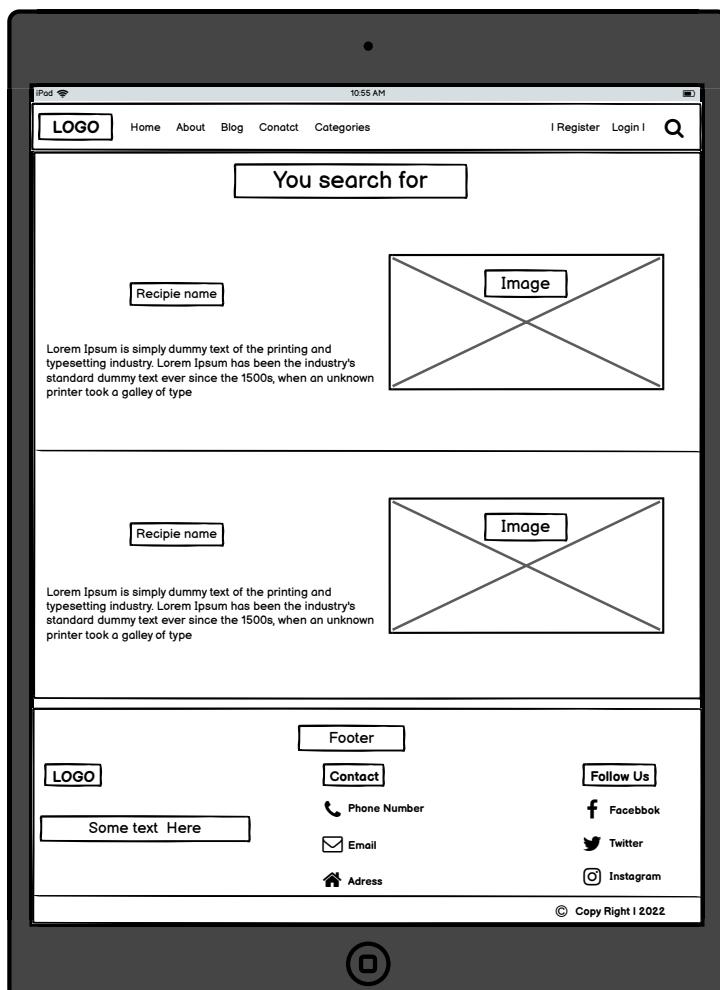 iPad 10:55 AM
LOGO Home About Blog Conatct Categories I Register Login I
You search for
Recipie name
Image
Lorem Ipsum is simply dummy text of the printing and
typesetting industry. Lorem Ipsum has been the industry's
standard dummy text ever since the 1500s, when an unknown
printer took a galley of type
Recipie name
Image
Lorem Ipsum is simply dummy text of the printing and
typesetting industry. Lorem Ipsum has been the industry's
standard dummy text ever since the 1500s, when an unknown
printer took a galley of type
Footer
LOGO
Some text Here
Contact
Phone Number
Email
Adress
Follow Us
Facebbok
Twitter
Instagram
© Copy Right I 2022